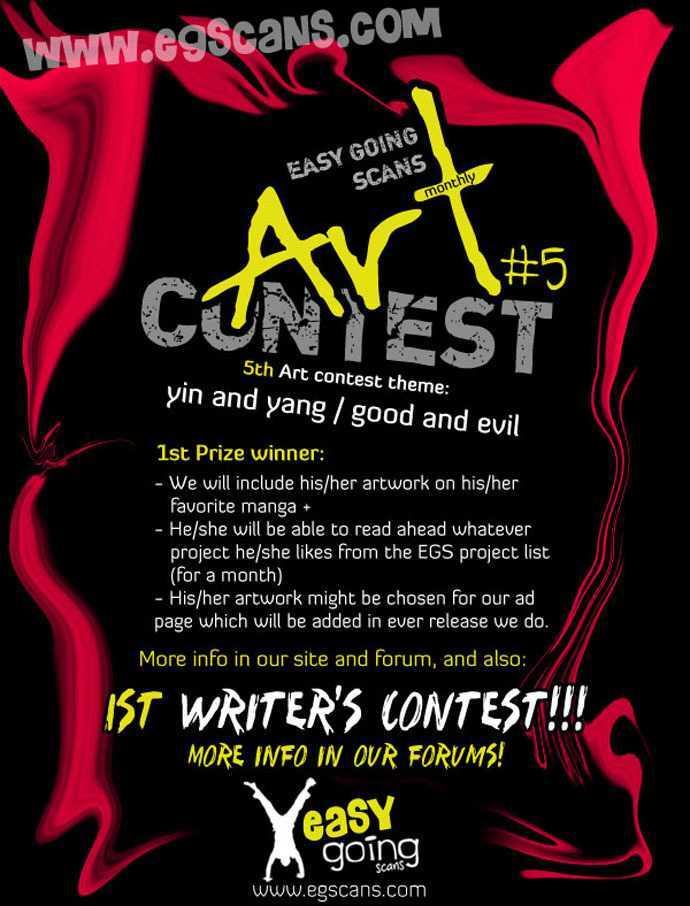 www.egscans.com
EASY GOING
SCANS
Art
monthly
#5
CONTEST
5th Art contest theme:
yin and yang / good and evil
1st Prize winner:
- We will include his/her artwork on his/her
favorite manga +
- He/she will be able to read ahead whatever
project he/she likes from the EGS project list
(for a month)
- His/her artwork might be chosen for our ad
page which will be added in ever release we do.
More info in our site and forum, and also:
1ST WRITER'S CONTEST!!!
MORE INFO IN OUR FORUMS!
easy
going
scans
www.egscans.com